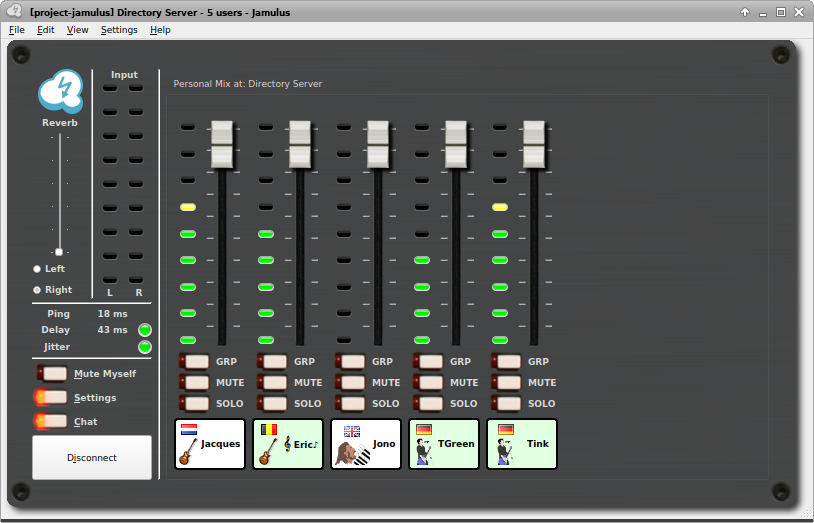 [project-jamulus] Directory Server - 5 users - Jamulus
File Edit View Settings Help
Input
Personal Mix at: Directory Server
Reverb
Left
Right
L R
Ping 18 ms
Delay 43 ms
Jitter
GRP GRP GRP GRP GRP
MUTE MUTE MUTE MUTE MUTE
SOLO SOLO SOLO SOLO SOLO
Mute Myself
Settings
Chat
Jacques Eric♪ Jono TGreen Tink
Disconnect